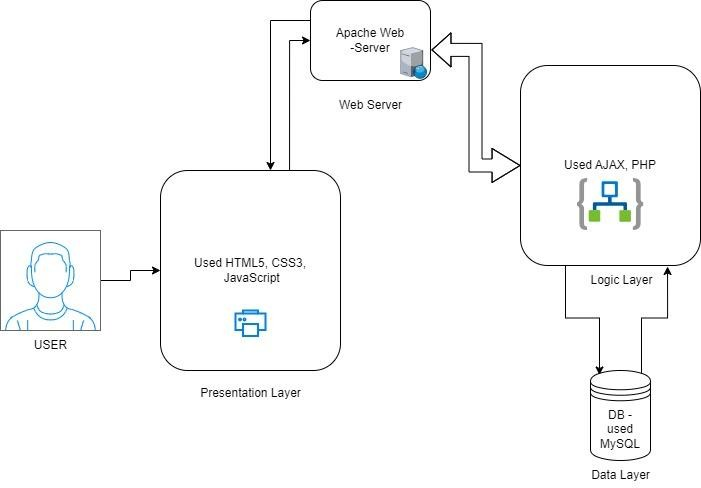 Apache Web
-Server
Web Server
Used AJAX, PHP
Logic Layer
Used HTML5, CSS3,
JavaScript
Presentation Layer
USER
DB -
used
MySQL
Data Layer